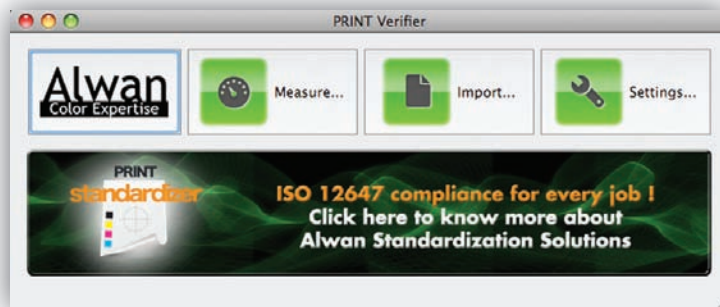 PRINT Verifier
Alwan
Color Expertise
Measure...
Import...
Settings...
PRINT
standardizer
ISO 12647 compliance for every job !
Click here to know more about
Alwan Standardization Solutions